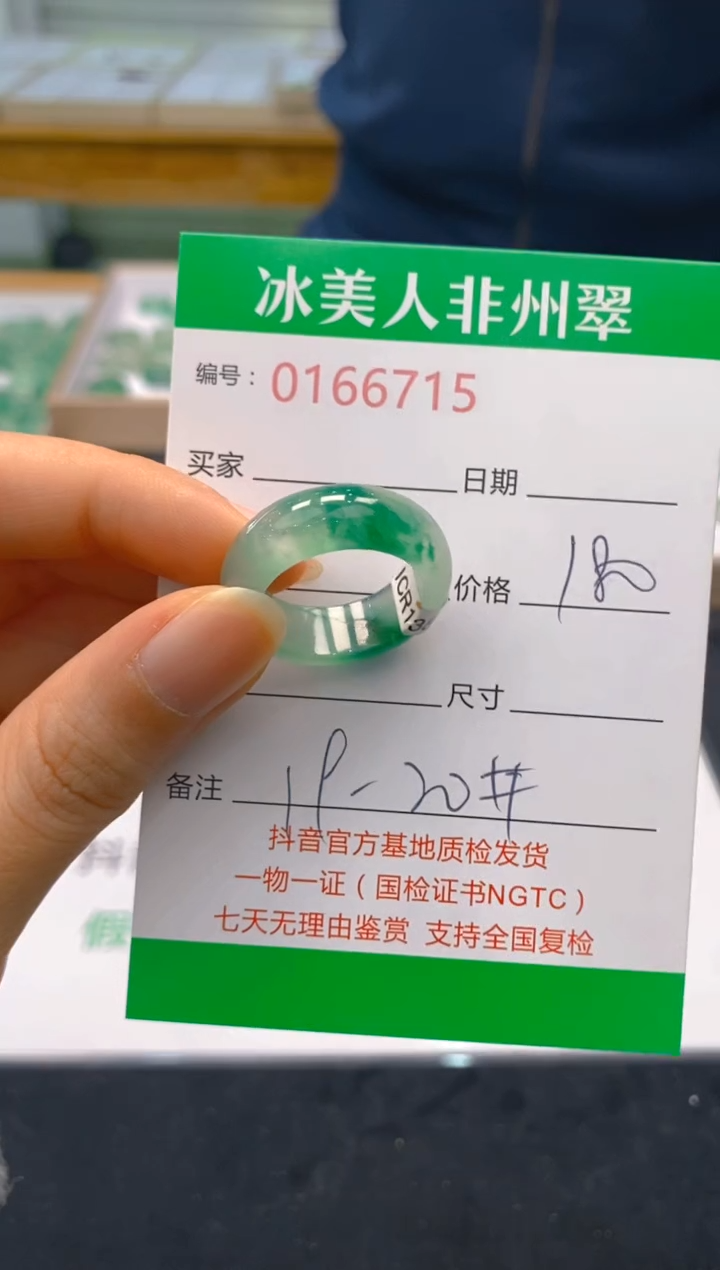 冰美人非州翠
编号：0166715
买家 日期
价格 180
尺寸
备注 19-20#
抖音官方基地质检发货
一物一证（国检证书NGTC）
七天无理由鉴赏 支持全国复检